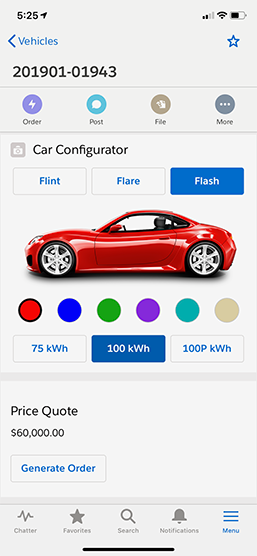 5:25
Vehicles
201901-01943
Order Post File More
Car Configurator
Flint Flare Flash
75 kWh 100 kWh 100P kWh
Price Quote
$60,000.00
Generate Order
Chatter Favorites Search Notifications Menu